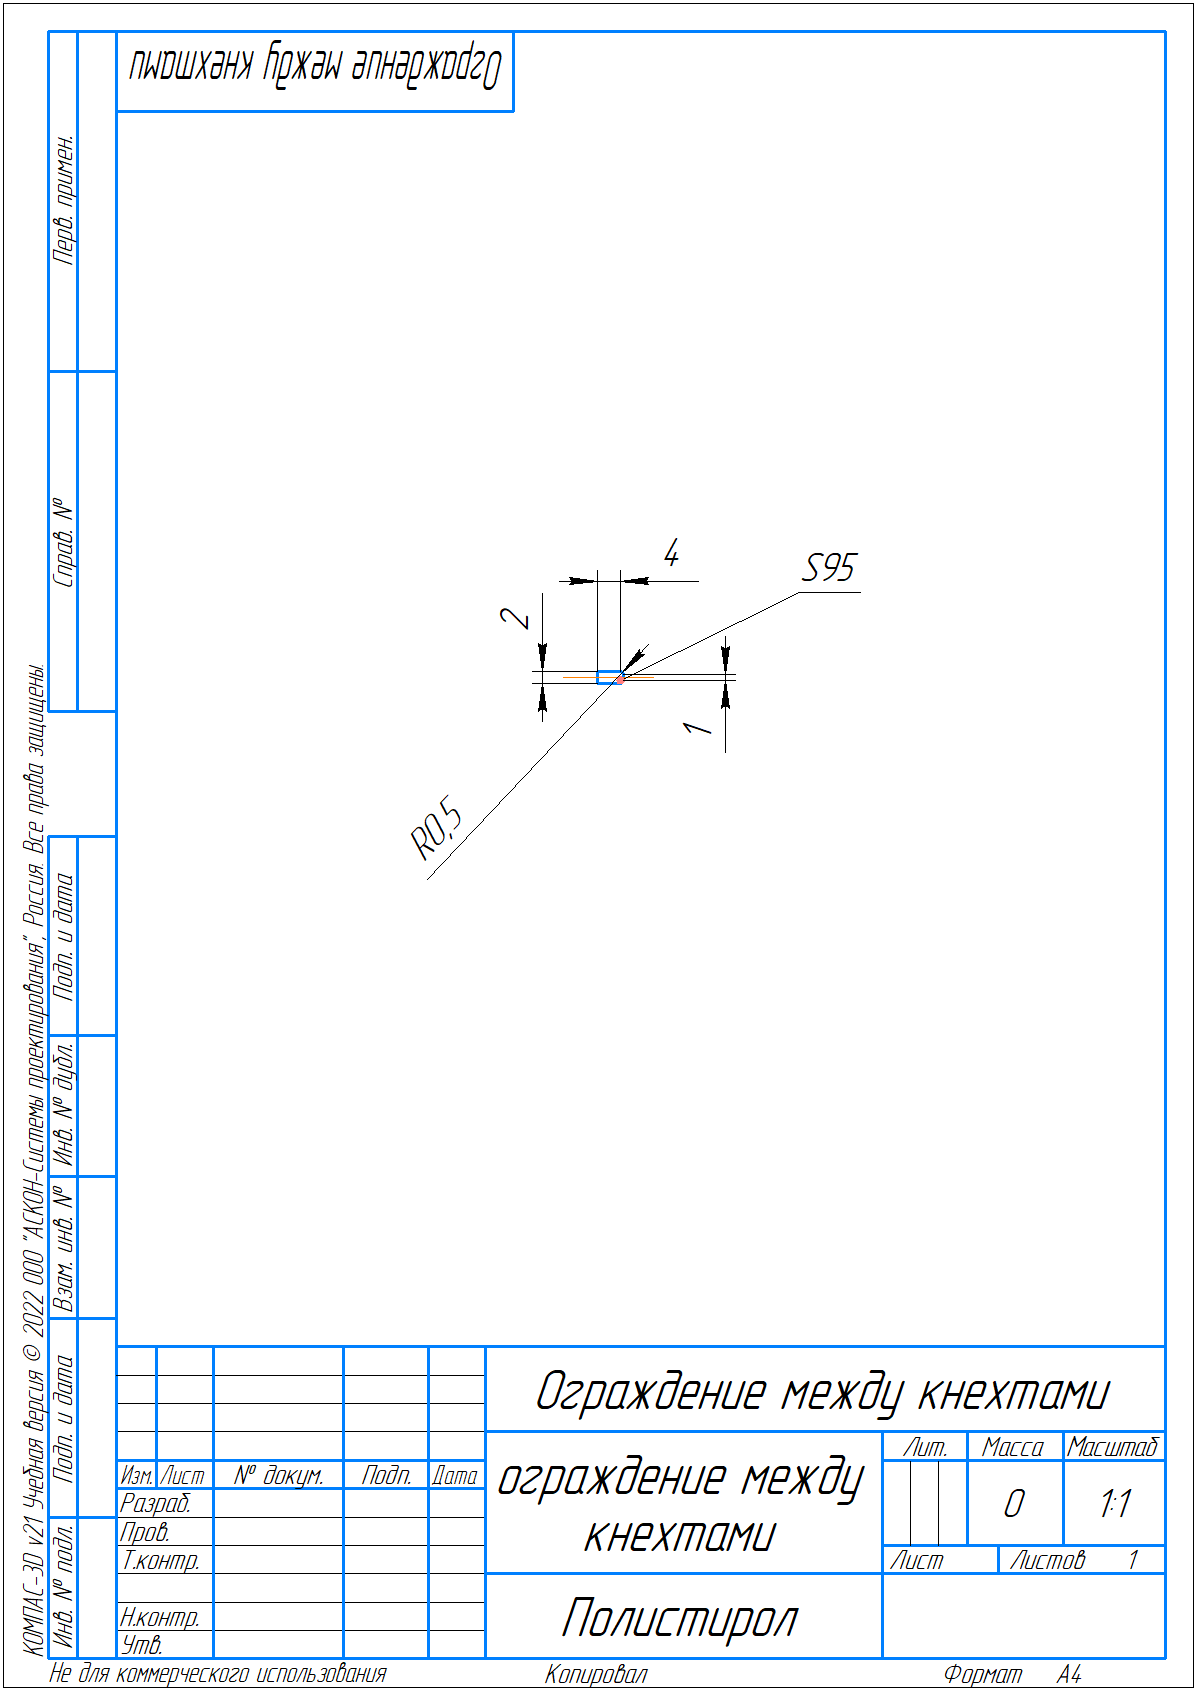 Ограждение между кнехтами
Перв. примен.
Справ. №
Подп. и дата
Инв. № дубл.
Взам. инв. №
Подп. и дата
Инв. № подл.
КОМПАС-3D v21 Учебная версия © 2022 ООО "АСКОН-Системы проектирования", Россия. Все права защищены.
4
S95
2
1
R0,5
Ограждение между кнехтами
ограждение между
кнехтами
Лит. Масса Масштаб
0 1:1
Лист Листов 1
Полистирол
Изм. Лист № докум. Подп. Дата
Разраб.
Пров.
Т.контр.
Н.контр.
Утв.
Не для коммерческого использования Копировал Формат А4